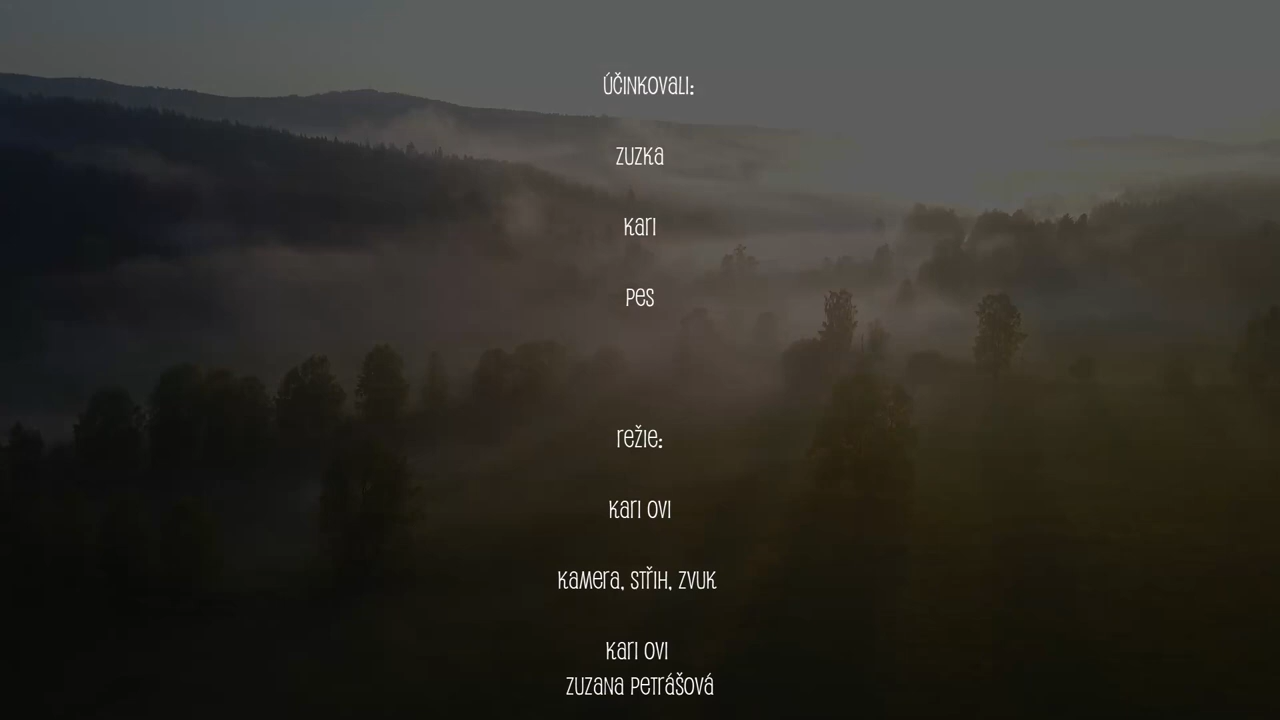 Účinkovali:
Zuzka
Kari
Pes
Režie:
Kari Ovi
Kamera, střih, zvuk
Kari Ovi
Zuzana Petrášová